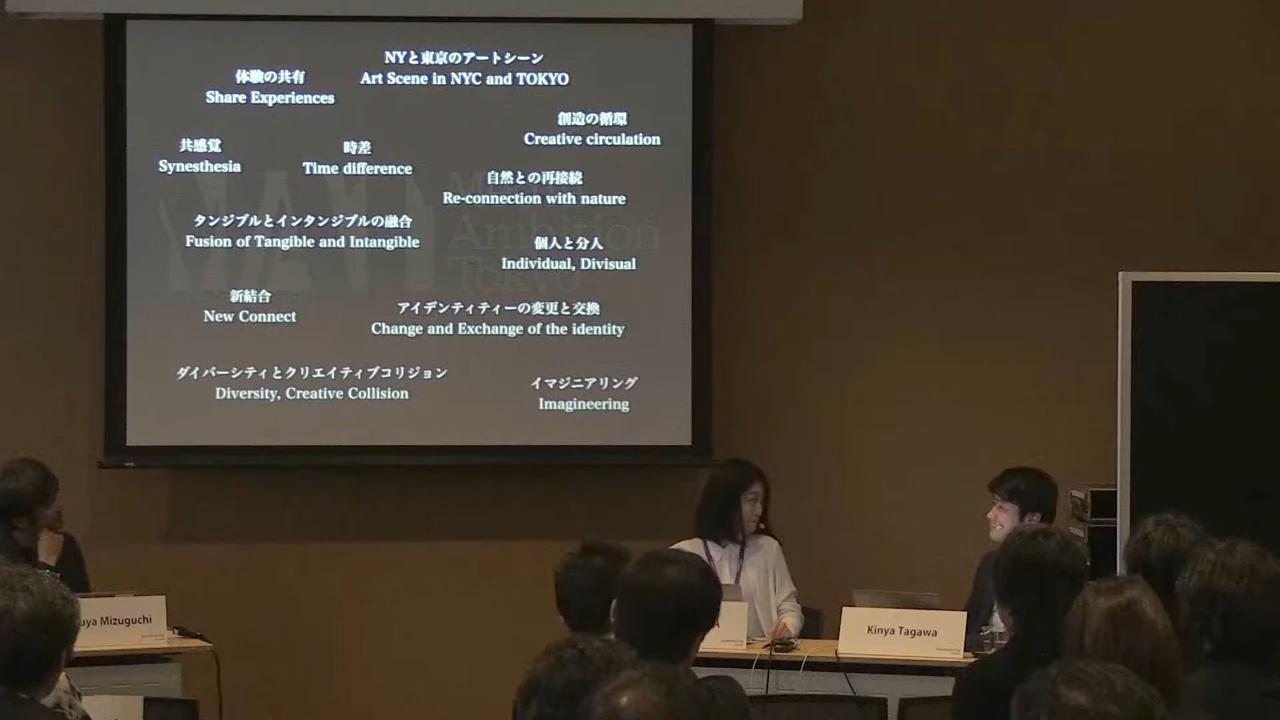 NYと東京のアートシーン
Art Scene in NYC and TOKYO
体験の共有
Share Experiences
創造の循環
Creative circulation
共感覚
Synesthesia
時差
Time difference
自然との再接続
Re-connection with nature
タンジブルとインタンジブルの融合
Fusion of Tangible and Intangible
個人と分人
Individual, Divisual
新結合
New Connect
アイデンティティーの変更と交換
Change and Exchange of the identity
ダイバーシティとクリエイティブコリジョン
Diversity, Creative Collision
イマジニアリング
Imagineering
Ambition
Tokyo
uya Mizuguchi
Kinya Tagawa